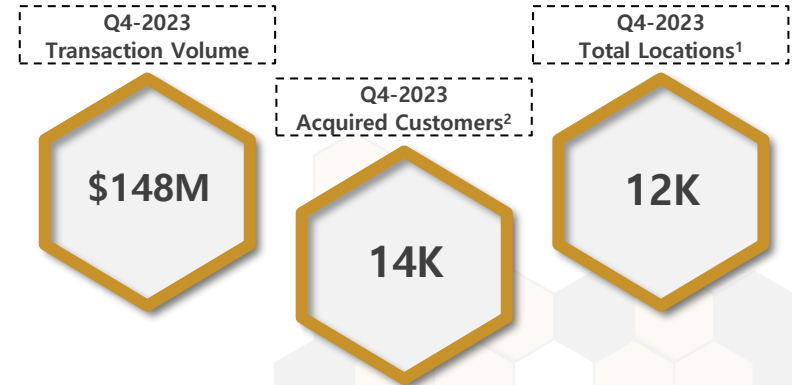 Q4-2023
Transaction Volume
$148M
Q4-2023
Acquired Customers²
14K
Q4-2023
Total Locations¹
12K